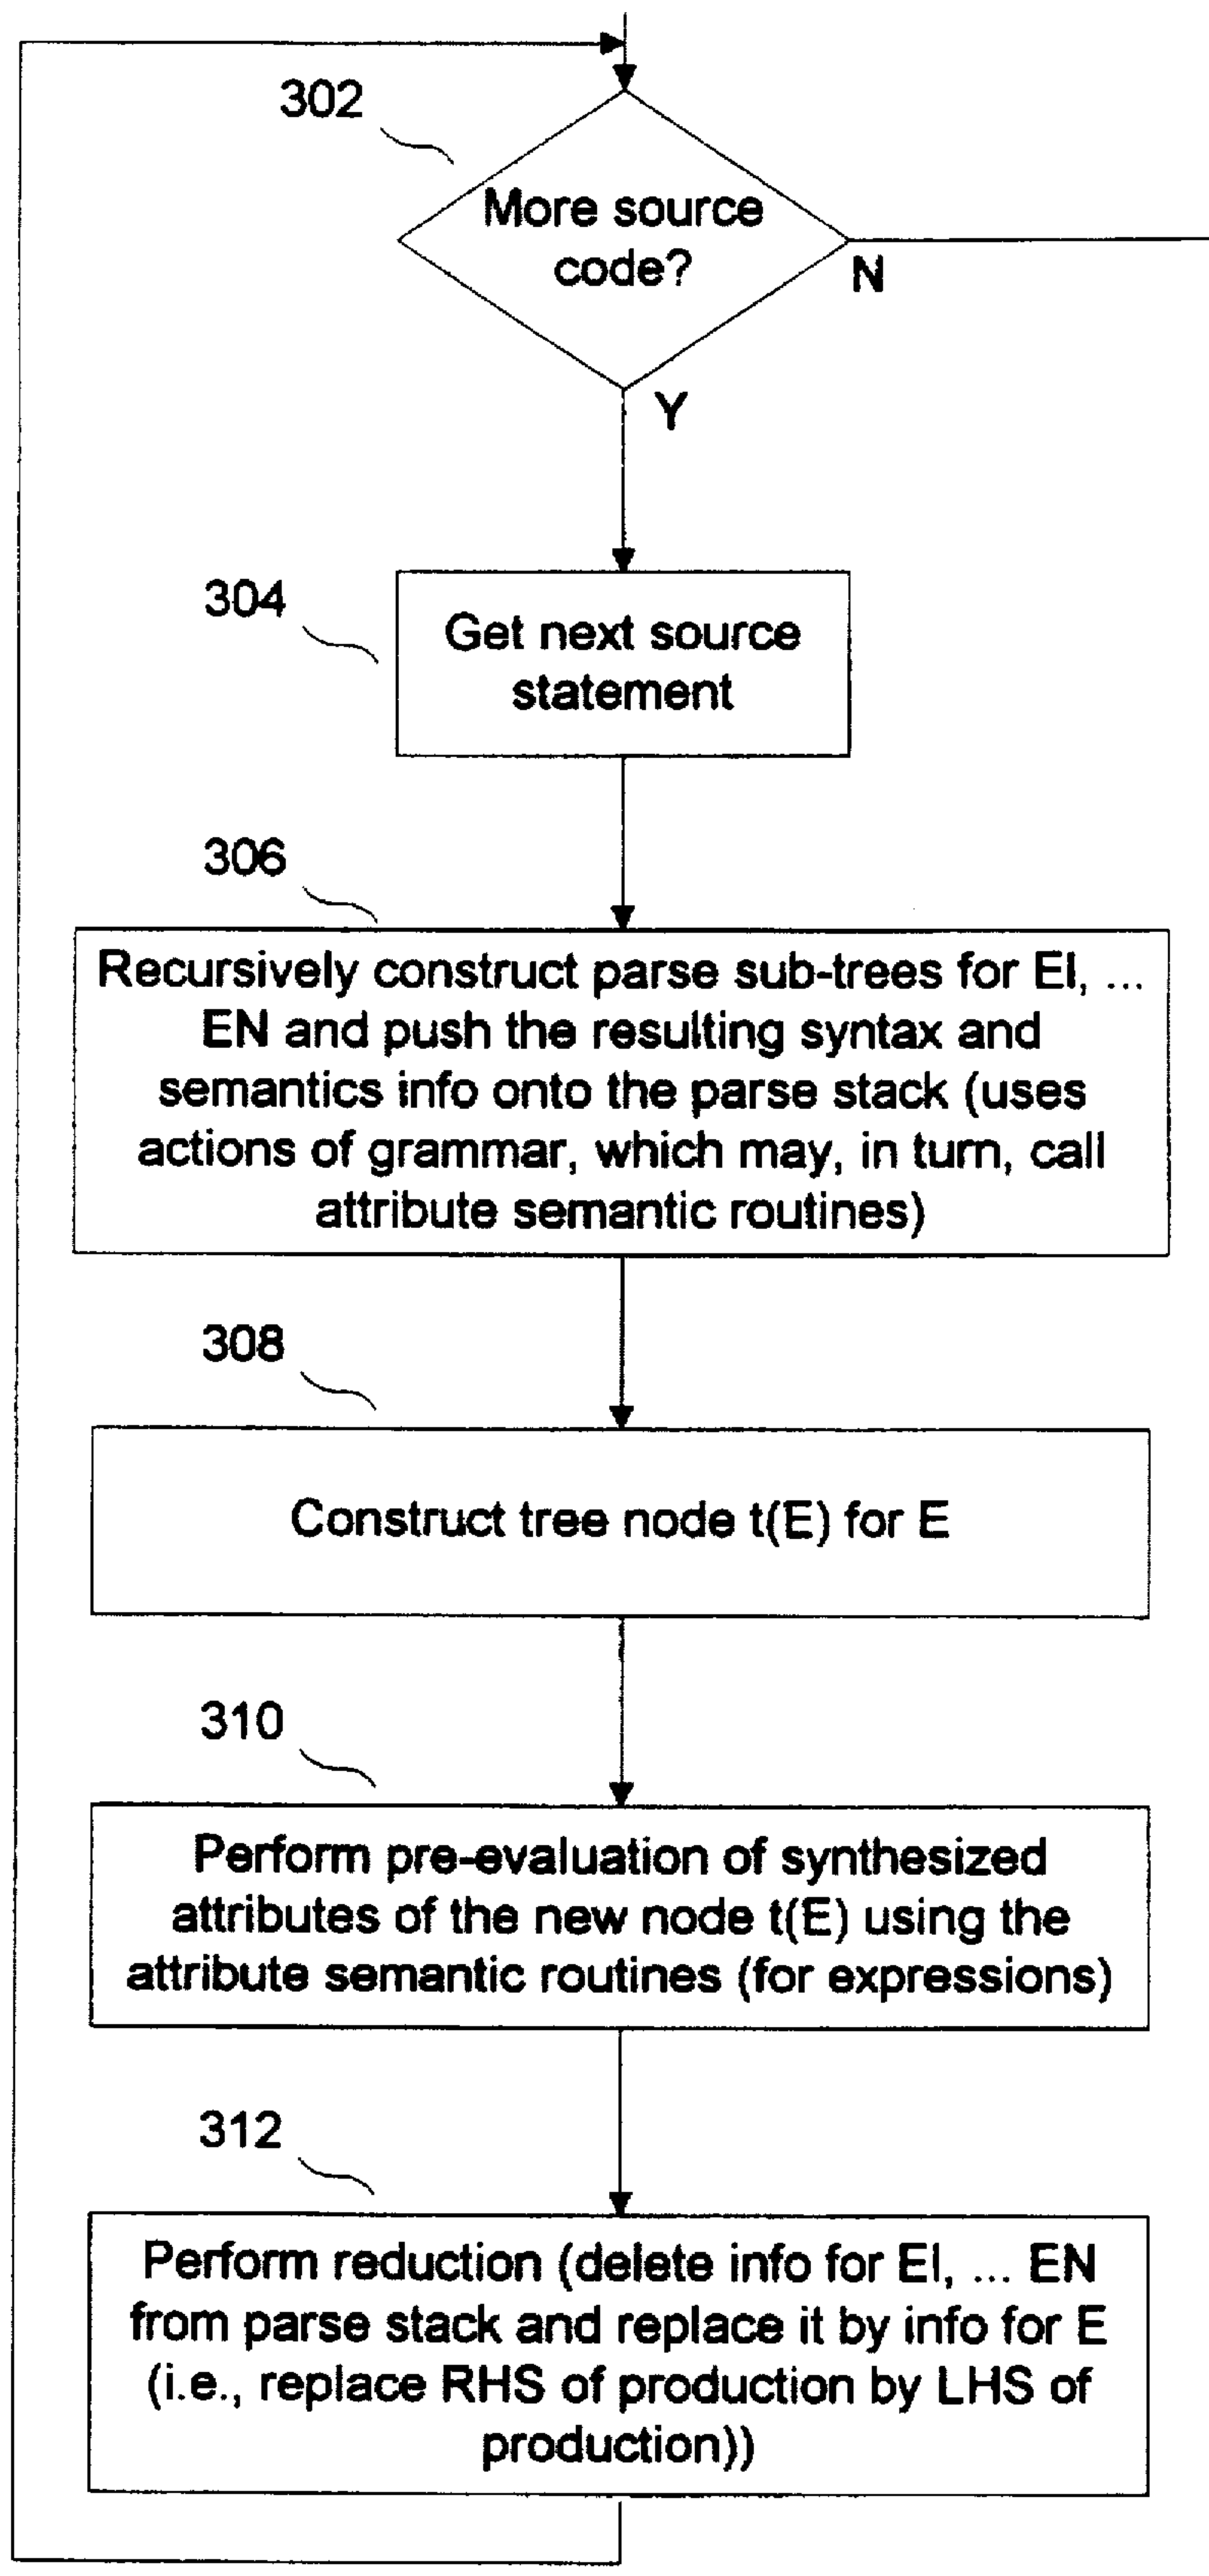 302
More source
code?
N
Y
304
Get next source
statement
306
Recursively construct parse sub-trees for EI, ...
EN and push the resulting syntax and
semantics info onto the parse stack (uses
actions of grammar, which may, in turn, call
attribute semantic routines)
308
Construct tree node t(E) for E
310
Perform pre-evaluation of synthesized
attributes of the new node t(E) using the
attribute semantic routines (for expressions)
312
Perform reduction (delete info for EI, ... EN
from parse stack and replace it by info for E
(i.e., replace RHS of production by LHS of
production))